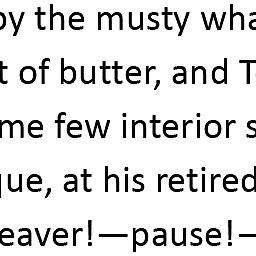 by the musty wha
t of butter, and T
me few interior s
que, at his retired
eaver!—pause!—